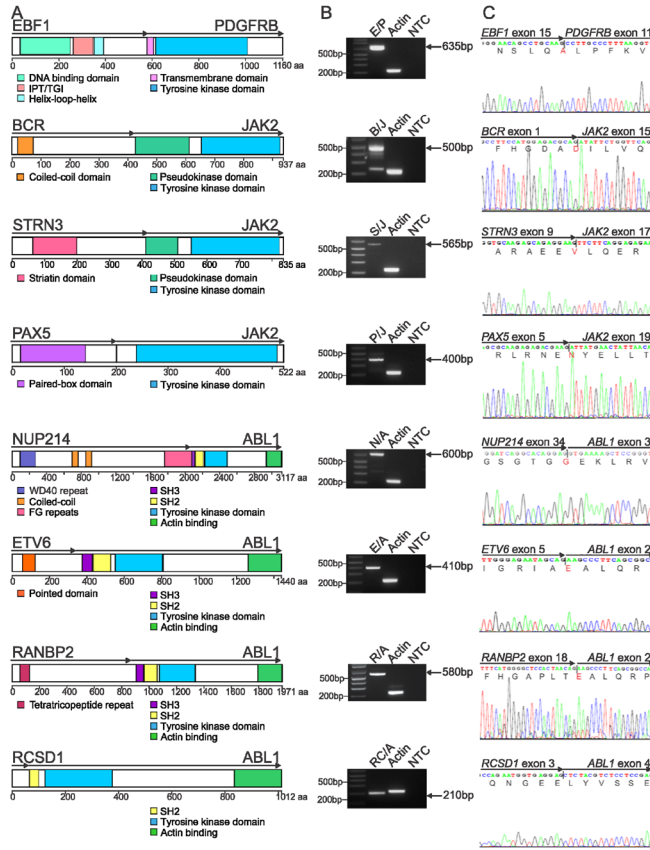 A B C
EBF1 PDGFRB
0 200 400 600 800 1000 1160 aa
DNA binding domain Transmembrane domain
IPT/TGI Tyrosine kinase domain
Helix-loop-helix
E/P Actin NTC
500bp
200bp
635bp
EBF1 exon 15 PDGFRB exon 11
N S L Q A L P F K V
BCR JAK2
0 100 200 300 400 500 600 700 800 937 aa
Coiled-coil domain Pseudokinase domain
Tyrosine kinase domain
B/J Actin NTC
500bp
200bp
500bp
BCR exon 1 JAK2 exon 15
F H G D A D I L V Q
STRN3 JAK2
0 100 200 300 400 500 600 700 835 aa
Striatin domain Pseudokinase domain
Tyrosine kinase domain
S/J Actin NTC
500bp
200bp
565bp
STRN3 exon 9 JAK2 exon 17
A R A E E V L Q E R
PAX5 JAK2
0 100 200 300 400 522 aa
Paired-box domain Tyrosine kinase domain
P/J Actin NTC
500bp
200bp
400bp
PAX5 exon 5 JAK2 exon 19
R L R N E N Y E L L T
NUP214 ABL1
0 400 800 1200 1600 2000 2400 2800 3117 aa
WD40 repeat SH3
Coiled-coil SH2
FG repeats Tyrosine kinase domain
Actin binding
N/A Actin NTC
500bp
200bp
600bp
NUP214 exon 34 ABL1 exon 3
G S G T G G E K L R V
ETV6 ABL1
0 200 400 600 800 1000 1200 1440 aa
Pointed domain SH3
SH2
Tyrosine kinase domain
Actin binding
E/A Actin NTC
500bp
200bp
410bp
ETV6 exon 5 ABL1 exon 2
I G R I A E A L Q R
RANBP2 ABL1
0 200 400 600 800 1000 1200 1400 1600 1800 1971 aa
Tetratricopeptide repeat SH3
SH2
Tyrosine kinase domain
Actin binding
R/A Actin NTC
500bp
200bp
580bp
RANBP2 exon 18 ABL1 exon 2
F H G A P L T E A L Q R P
RCSD1 ABL1
0 200 400 600 800 1012 aa
SH2
Tyrosine kinase domain
Actin binding
RC/A Actin NTC
500bp
200bp
210bp
RCSD1 exon 3 ABL1 exon 4
Q N G E E L Y V S S E